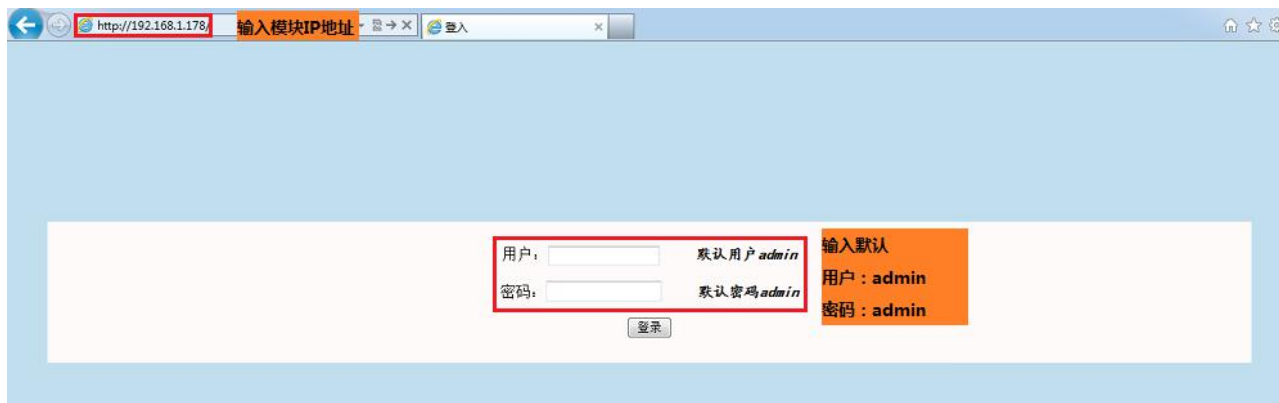 http://192.168.1.178/
输入模块IP地址
登入
用户：
默认用户admin
密码：
默认密码admin
登录
输入默认
用户：admin
密码：admin